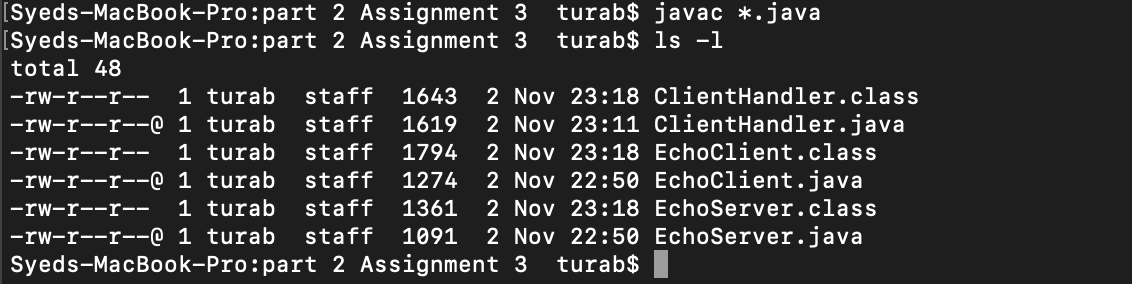 [Syeds-MacBook-Pro:part 2 Assignment 3  turab$ javac *.java
[Syeds-MacBook-Pro:part 2 Assignment 3  turab$ ls -l
total 48
-rw-r--r--  1 turab  staff  1643  2 Nov 23:18 ClientHandler.class
-rw-r--r--@ 1 turab  staff  1619  2 Nov 23:11 ClientHandler.java
-rw-r--r--  1 turab  staff  1794  2 Nov 23:18 EchoClient.class
-rw-r--r--@ 1 turab  staff  1274  2 Nov 22:50 EchoClient.java
-rw-r--r--  1 turab  staff  1361  2 Nov 23:18 EchoServer.class
-rw-r--r--@ 1 turab  staff  1091  2 Nov 22:50 EchoServer.java
Syeds-MacBook-Pro:part 2 Assignment 3  turab$